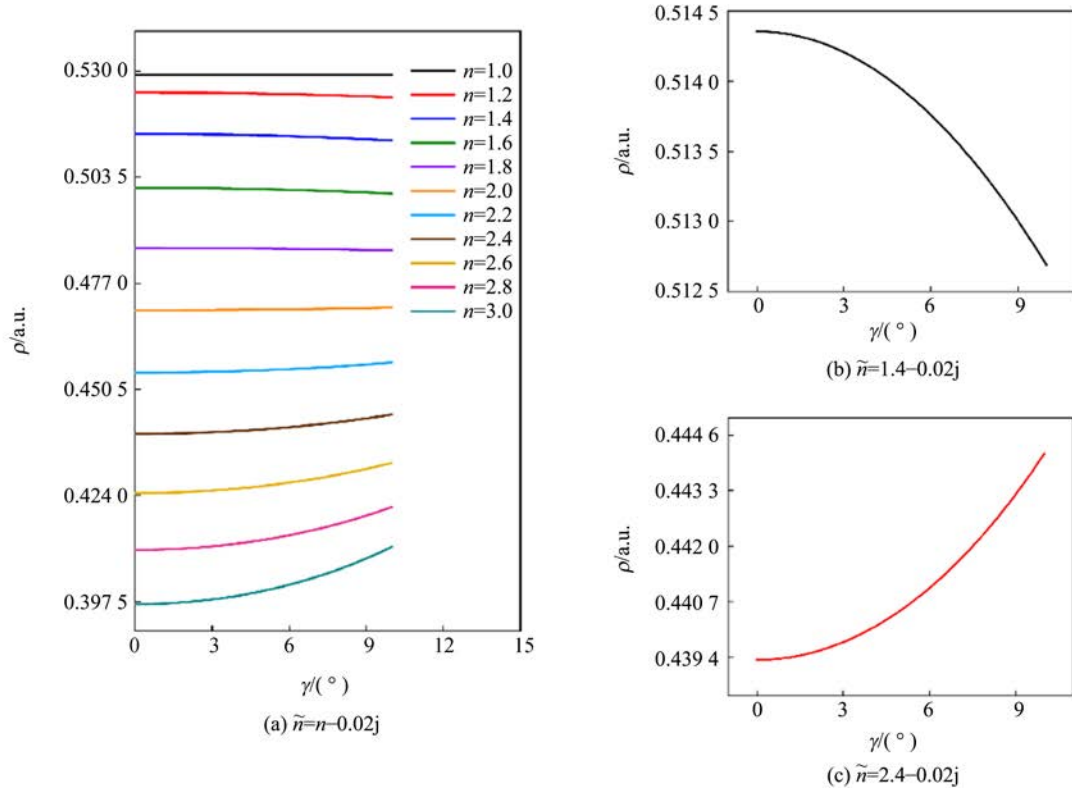 0.530 0
0.503 5
0.477 0
0.450 5
0.424 0
0.397 5
ρ/a.u.
n=1.0
n=1.2
n=1.4
n=1.6
n=1.8
n=2.0
n=2.2
n=2.4
n=2.6
n=2.8
n=3.0
0 3 6 9 12 15
γ/(°)
(a) ñ=n−0.02j
0.514 5
0.514 0
0.513 5
0.513 0
0.512 5
ρ/a.u.
0 3 6 9
γ/(°)
(b) ñ=1.4−0.02j
0.444 6
0.443 3
0.442 0
0.440 7
0.439 4
ρ/a.u.
0 3 6 9
γ/(°)
(c) ñ=2.4−0.02j